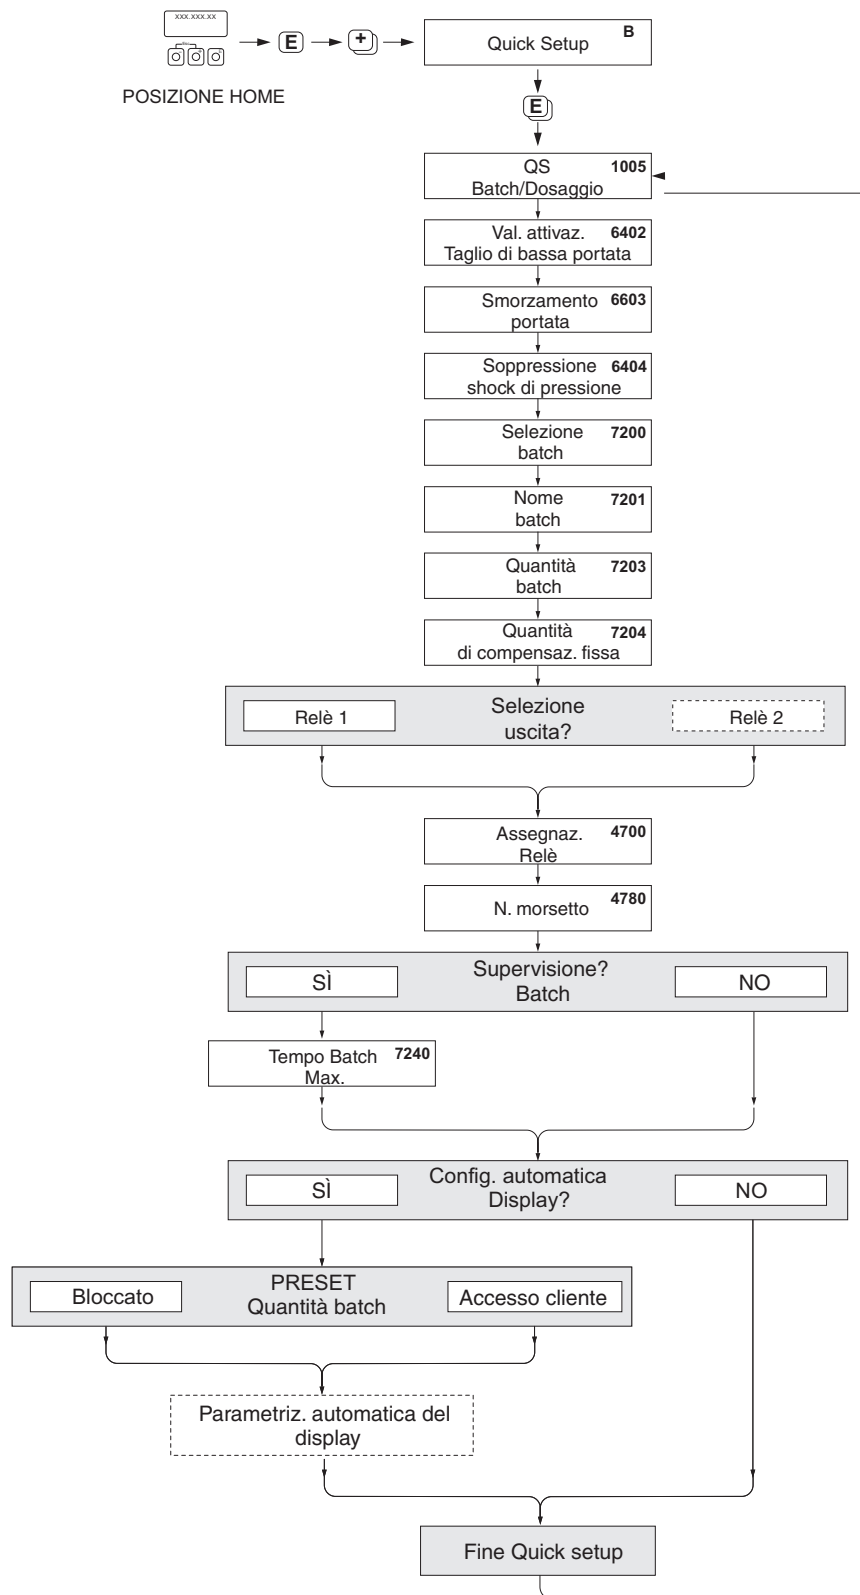 xxx.xxx.xx
E
+
B
Quick Setup
POSIZIONE HOME
E
QS 1005
Batch/Dosaggio
Val. attivaz. 6402
Taglio di bassa portata
Smorzamento 6603
portata
Soppressione 6404
shock di pressione
Selezione 7200
batch
Nome 7201
batch
Quantità 7203
batch
Quantità 7204
di compensaz. fissa
Selezione
uscita?
Relè 1
Relè 2
Assegnaz. 4700
Relè
4780
N. morsetto
Supervisione?
Batch
SÌ
NO
Tempo Batch 7240
Max.
Config. automatica
Display?
SÌ
NO
PRESET
Quantità batch
Bloccato
Accesso cliente
Parametriz. automatica del
display
Fine Quick setup